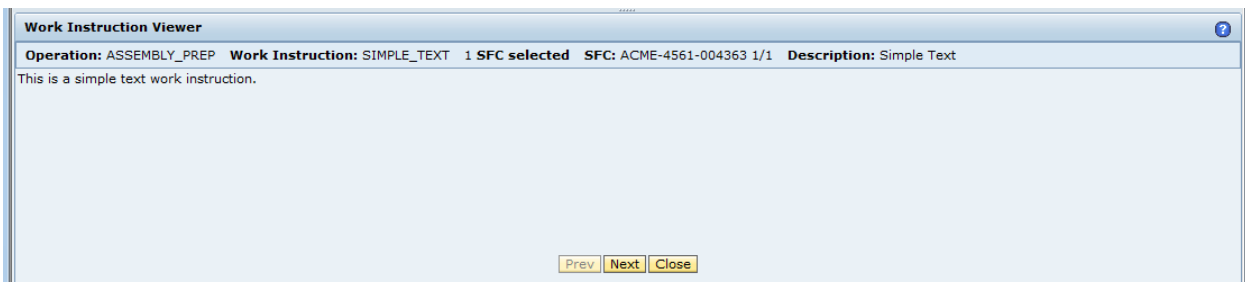 Work Instruction Viewer
?
Operation: ASSEMBLY_PREP Work Instruction: SIMPLE_TEXT 1 SFC selected SFC: ACME-4561-004363 1/1 Description: Simple Text
This is a simple text work instruction.
Prev Next Close